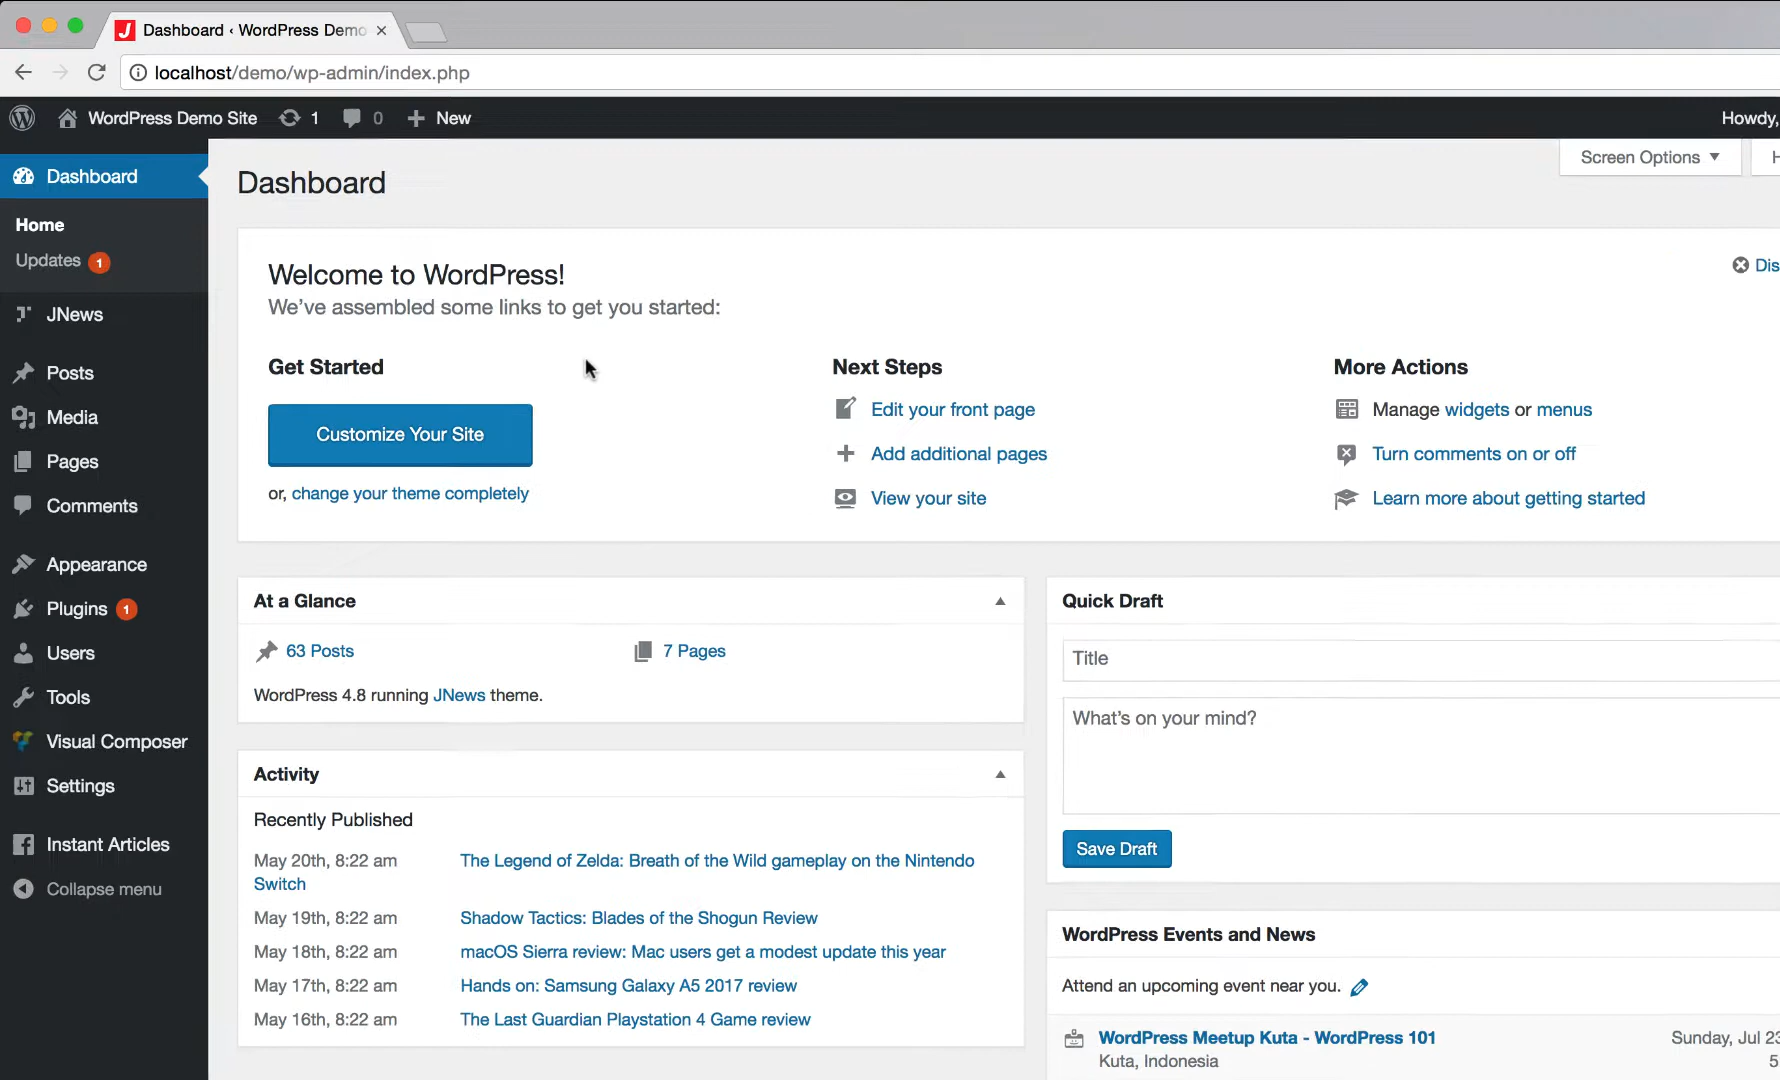 Dashboard ‹ WordPress Demo
localhost/demo/wp-admin/index.php
WordPress Demo Site 1 0 New Howdy,
Dashboard
Home
Updates 1
JNews
Posts
Media
Pages
Comments
Appearance
Plugins 1
Users
Tools
Visual Composer
Settings
Instant Articles
Collapse menu
Dashboard
Screen Options
Welcome to WordPress!
We’ve assembled some links to get you started:
Dis
Get Started
Customize Your Site
or, change your theme completely
Next Steps
Edit your front page
Add additional pages
View your site
More Actions
Manage widgets or menus
Turn comments on or off
Learn more about getting started
At a Glance
63 Posts 7 Pages
WordPress 4.8 running JNews theme.
Activity
Recently Published
May 20th, 8:22 am The Legend of Zelda: Breath of the Wild gameplay on the Nintendo
Switch
May 19th, 8:22 am Shadow Tactics: Blades of the Shogun Review
May 18th, 8:22 am macOS Sierra review: Mac users get a modest update this year
May 17th, 8:22 am Hands on: Samsung Galaxy A5 2017 review
May 16th, 8:22 am The Last Guardian Playstation 4 Game review
Quick Draft
Title
What’s on your mind?
Save Draft
WordPress Events and News
Attend an upcoming event near you.
WordPress Meetup Kuta - WordPress 101 Sunday, Jul 23
Kuta, Indonesia 5